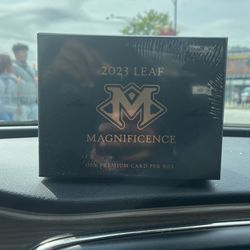 2023 LEAF
M
MAGNIFICENCE
ONE PREMIUM CARD PER BOX